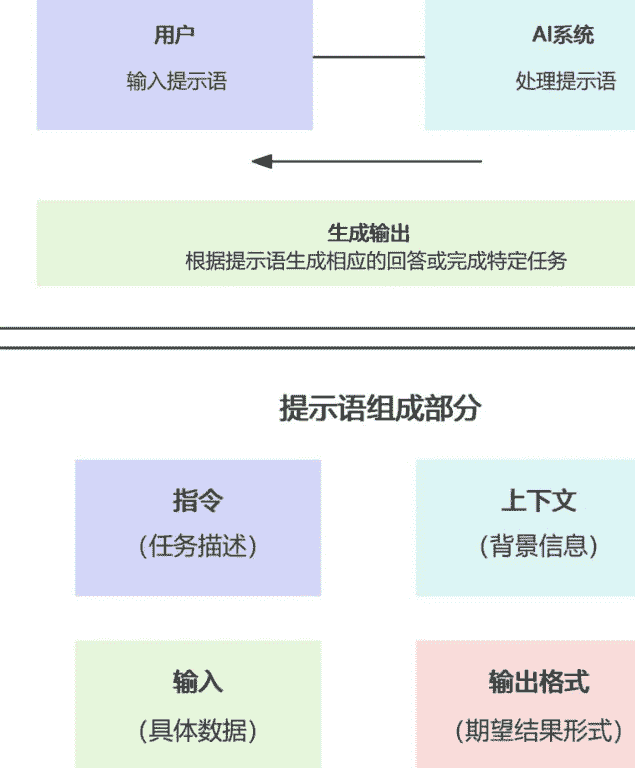 用户
AI系统
输入提示语
处理提示语
生成输出
根据提示语生成相应的回答或完成特定任务
提示语组成部分
指令
上下文
（任务描述）
（背景信息）
输入
输出格式
（具体数据）
（期望结果形式）